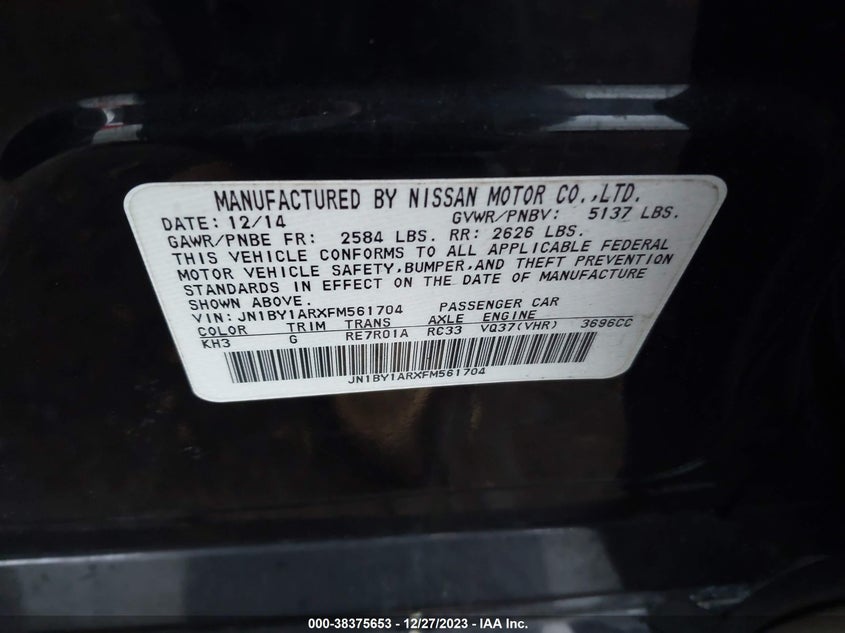 MANUFACTURED BY NISSAN MOTOR CO.,LTD.
DATE: 12/14 GVWR/PNBV: 5137 LBS.
GAWR/PNBE FR: 2584 LBS. RR: 2626 LBS.
THIS VEHICLE CONFORMS TO ALL APPLICABLE FEDERAL
MOTOR VEHICLE SAFETY,BUMPER,AND THEFT PREVENTION
STANDARDS IN EFFECT ON THE DATE OF MANUFACTURE
SHOWN ABOVE.
VIN: JN1BY1ARXFM561704 PASSENGER CAR
COLOR TRIM TRANS AXLE ENGINE
KH3 G RE7R01A RC33 VQ37(VHR) 3696CC
JN1BY1ARXFM561704
000-38375653 - 12/27/2023 - IAA Inc.